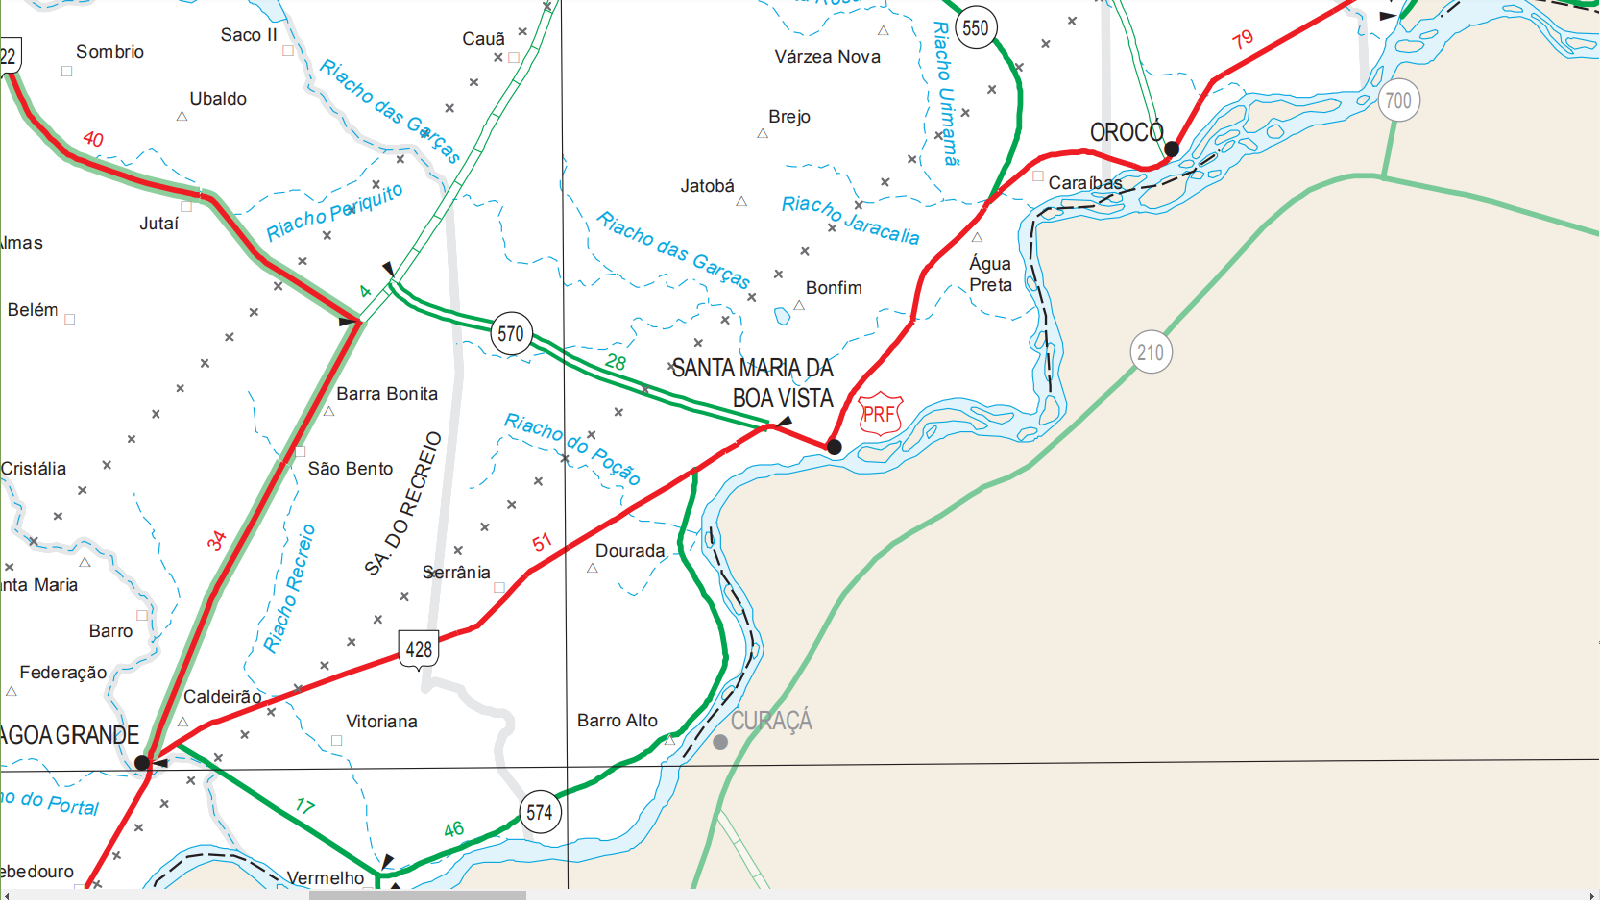 550
Saco II
Cauã
79
22
Sombrio
Várzea Nova
Riacho das Garças
Riacho Urimamã
Ubaldo
700
Brejo
OROCÓ
40
Jatobá
Caraíbas
Riacho Periquito
Riacho Jaracalia
Jutaí
Riacho das Garças
lmas
Água
Preta
4
Bonfim
Belém
570
28
210
SANTA MARIA DA
BOA VISTA
Barra Bonita
PRF
Riacho do Poção
Cristália
São Bento
SA. DO RECREIO
34
51
Riacho Recreio
Dourada
Serrânia
nta Maria
Barro
428
Federação
Caldeirão
Vitoriana
Barro Alto
CURAÇÁ
AGOA GRANDE
ho do Portal
17
46
574
ebedouro
Vermelho